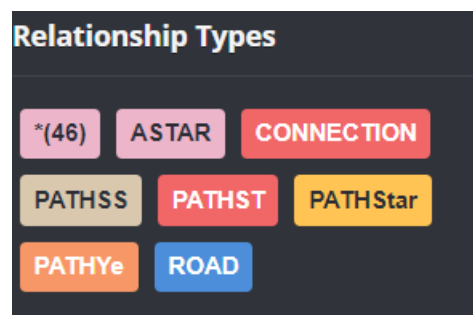 Relationship Types
*(46) ASTAR CONNECTION
PATHSS PATHST PATHStar
PATHYe ROAD